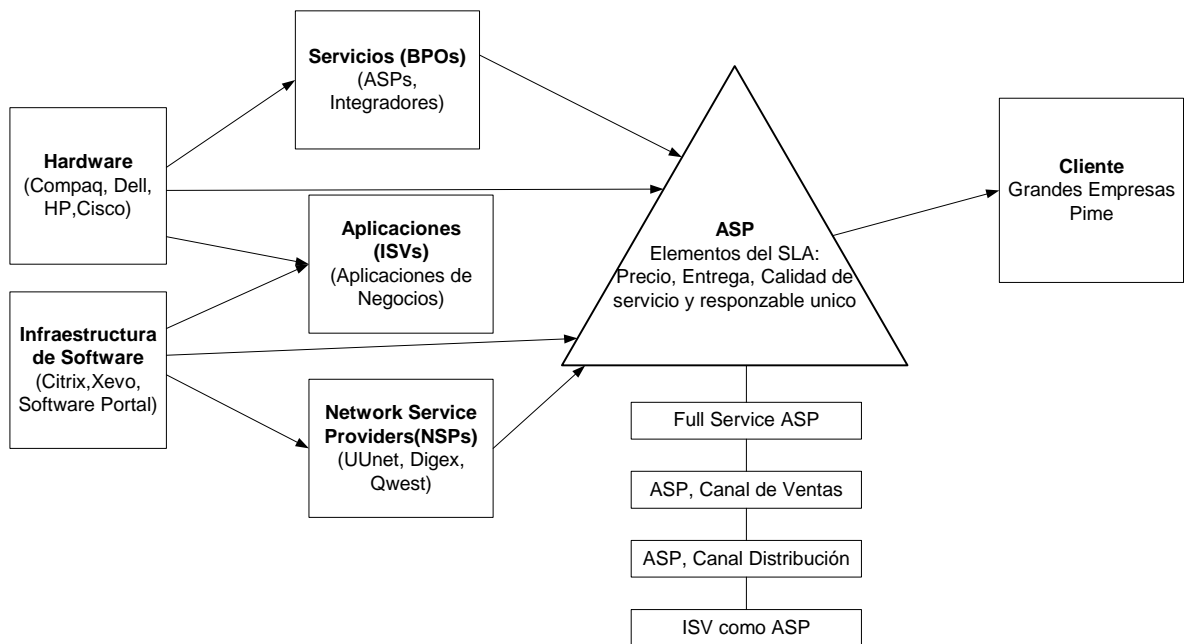 Servicios (BPOs)
(ASPs,
Integradores)
Hardware
(Compaq, Dell,
HP,Cisco)
Aplicaciones
(ISVs)
(Aplicaciones de
Negocios)
Infraestructura
de Software
(Citrix,Xevo,
Software Portal)
Network Service
Providers(NSPs)
(UUnet, Digex,
Qwest)
ASP
Elementos del SLA:
Precio, Entrega, Calidad de
servicio y responzable unico
Cliente
Grandes Empresas
Pime
Full Service ASP
ASP, Canal de Ventas
ASP, Canal Distribución
ISV como ASP